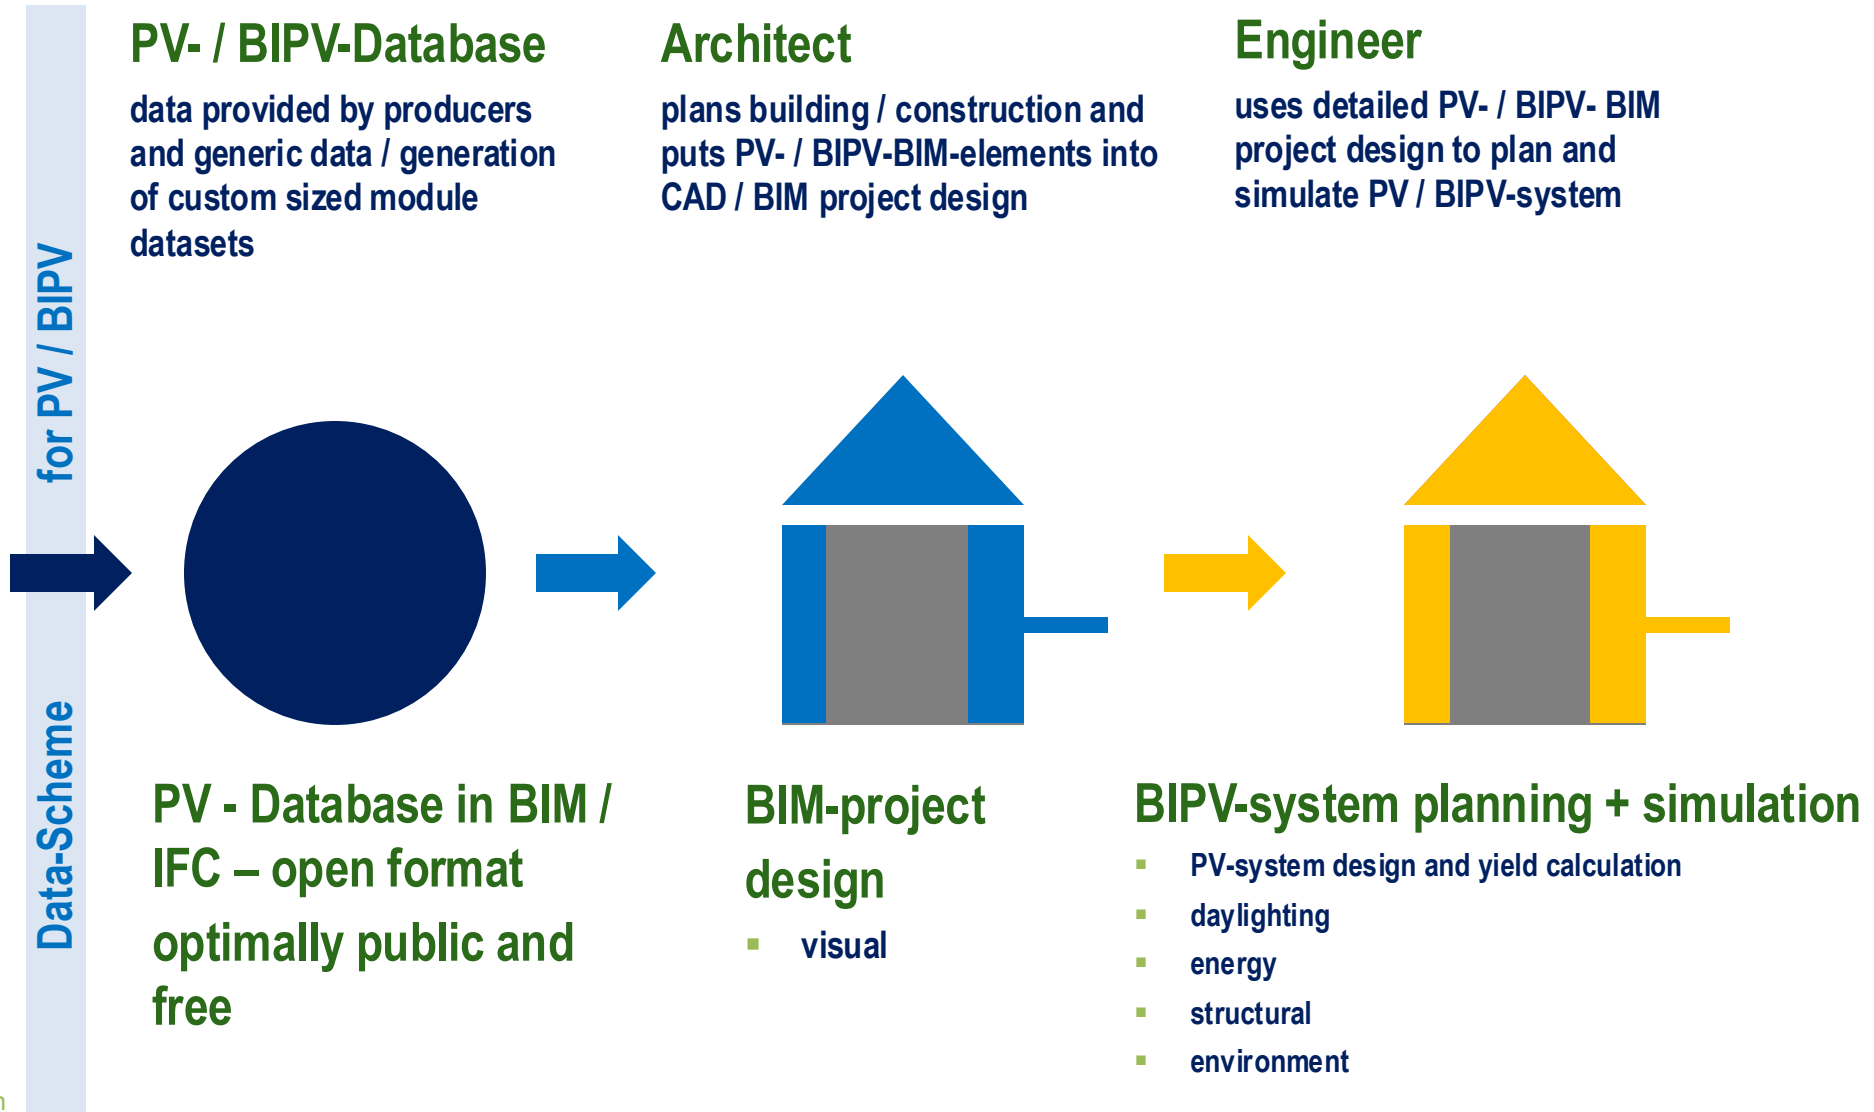 Data-Scheme for PV / BIPV
PV- / BIPV-Database
data provided by producers
and generic data / generation
of custom sized module
datasets
Architect
plans building / construction and
puts PV- / BIPV-BIM-elements into
CAD / BIM project design
Engineer
uses detailed PV- / BIPV- BIM
project design to plan and
simulate PV / BIPV-system
PV - Database in BIM /
IFC – open format
optimally public and
free
BIM-project
design
visual
BIPV-system planning + simulation
PV-system design and yield calculation
daylighting
energy
structural
environment